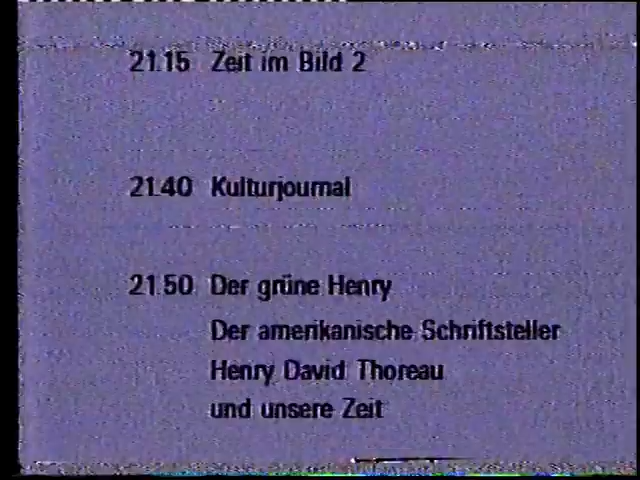 21.15 Zeit im Bild 2
21.40 Kulturjournal
21.50 Der grüne Henry
Der amerikanische Schriftsteller
Henry David Thoreau
und unsere Zeit